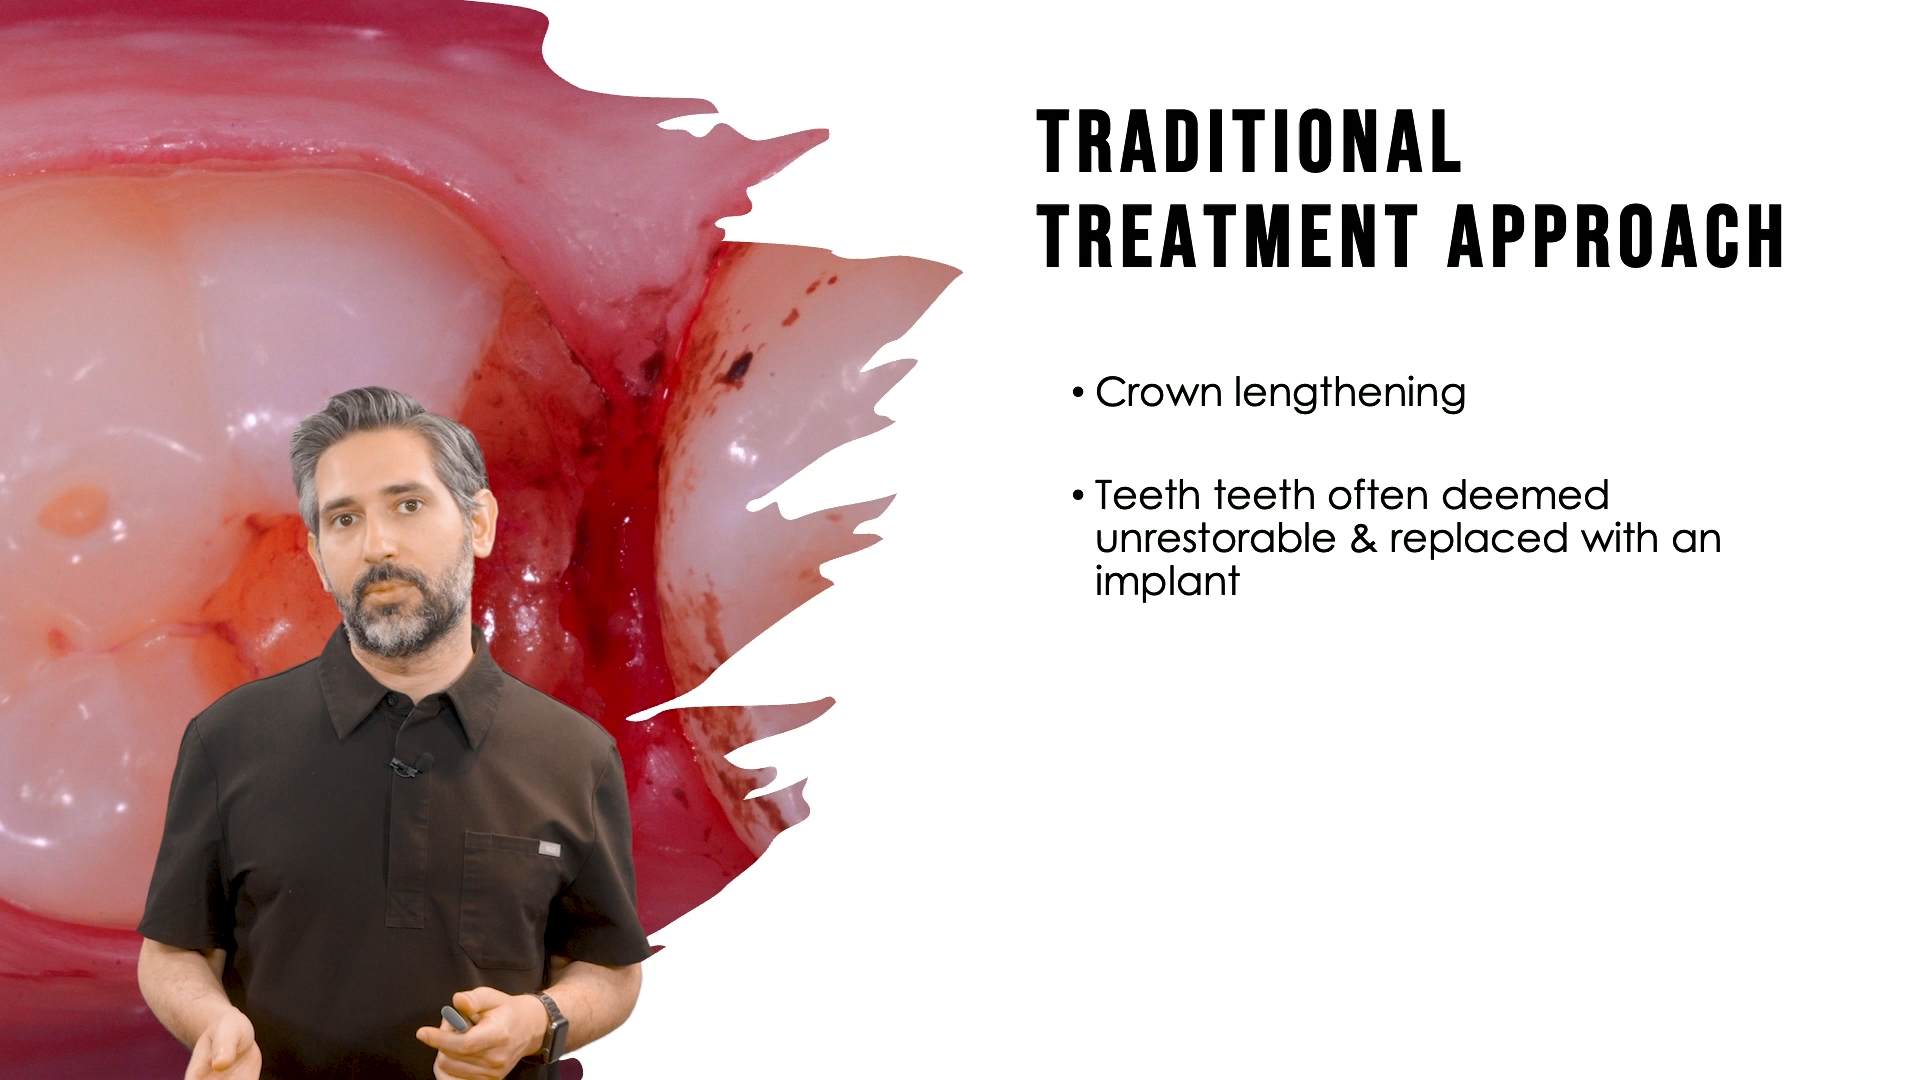 TRADITIONAL
TREATMENT APPROACH
• Crown lengthening
• Teeth teeth often deemed
unrestorable & replaced with an
implant